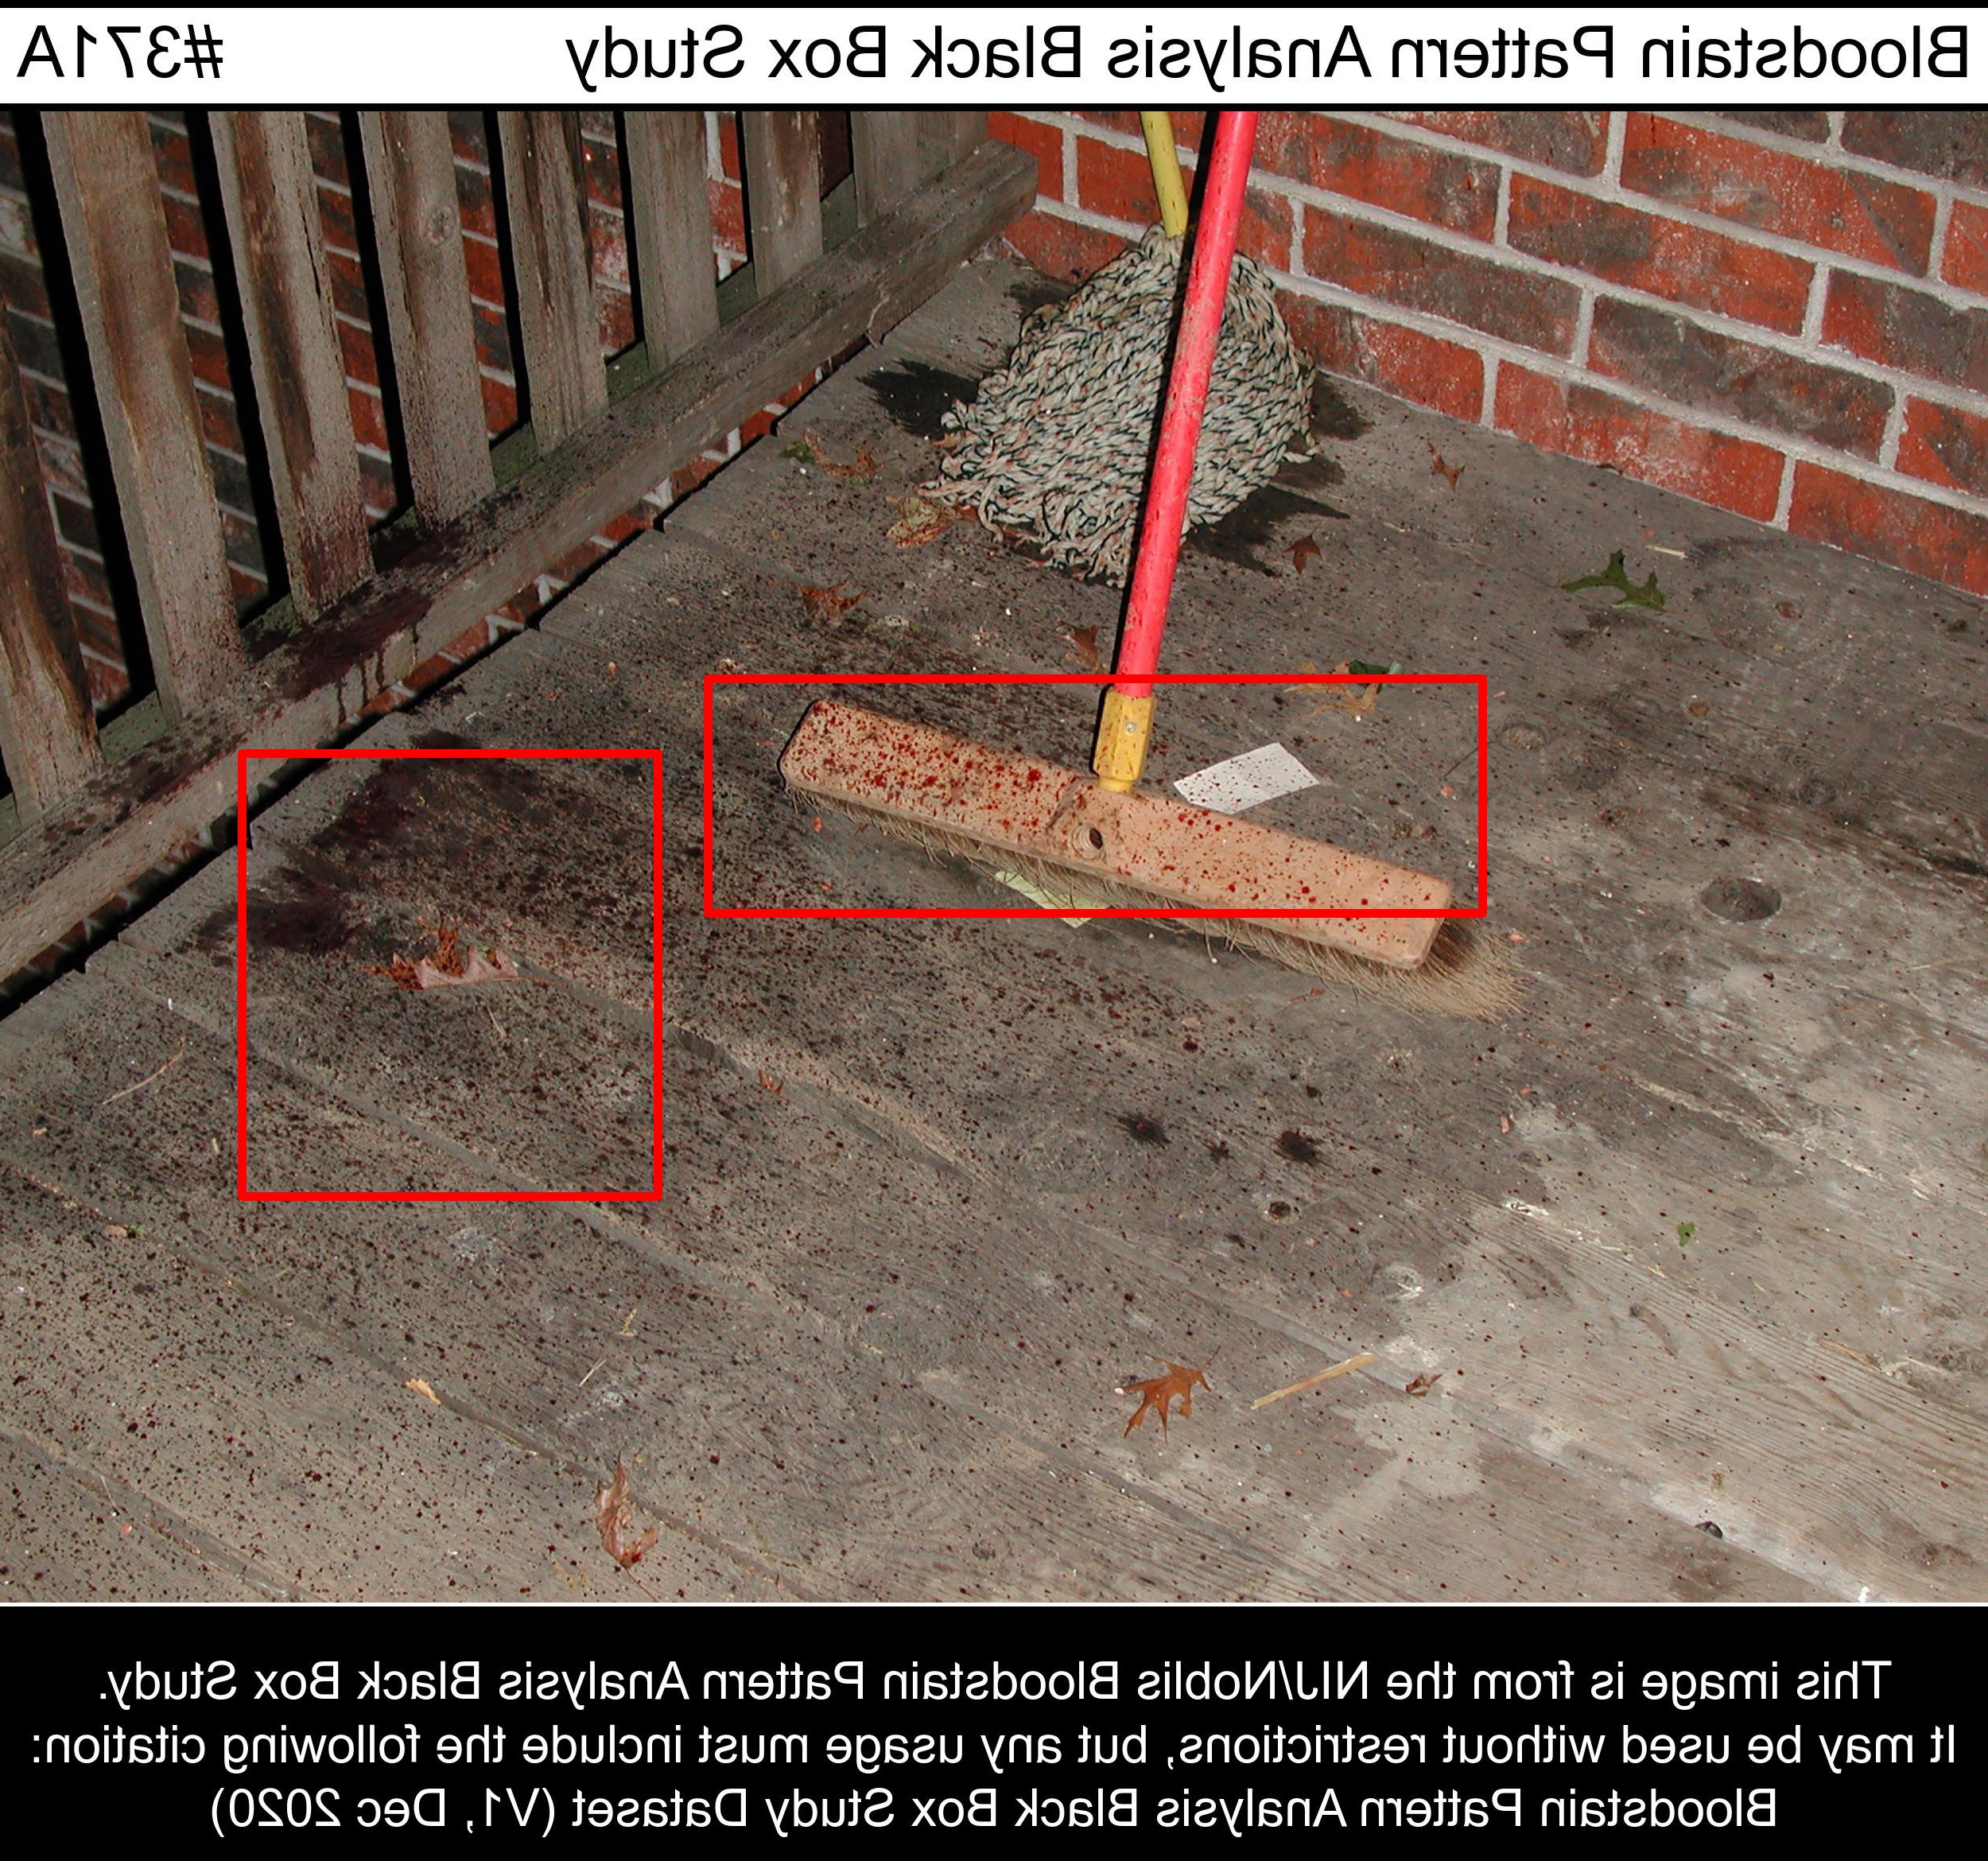 Bloodstain Pattern Analysis Black Box Study #371A
This image is from the NIJ/Noblis Bloodstain Pattern Analysis Black Box Study.
It may be used without restrictions, but any usage must include the following citation:
Bloodstain Pattern Analysis Black Box Study Dataset (V1, Dec 2020)